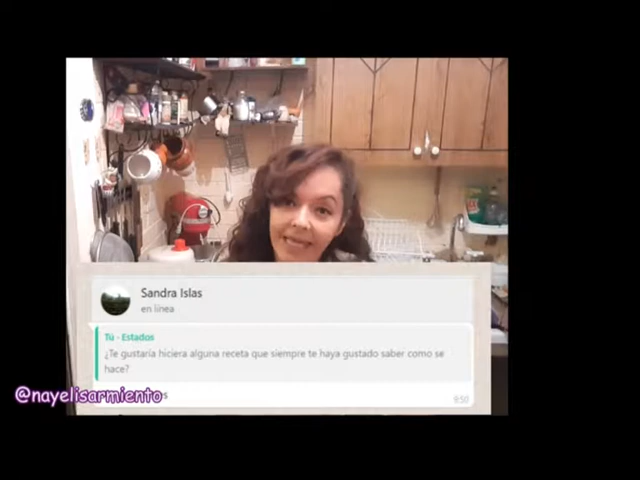 Sandra Islas
en línea
Tú · Estados
¿Te gustaría hiciera alguna receta que siempre te haya gustado saber como se
hace?
@nayelisarmiento
9:50